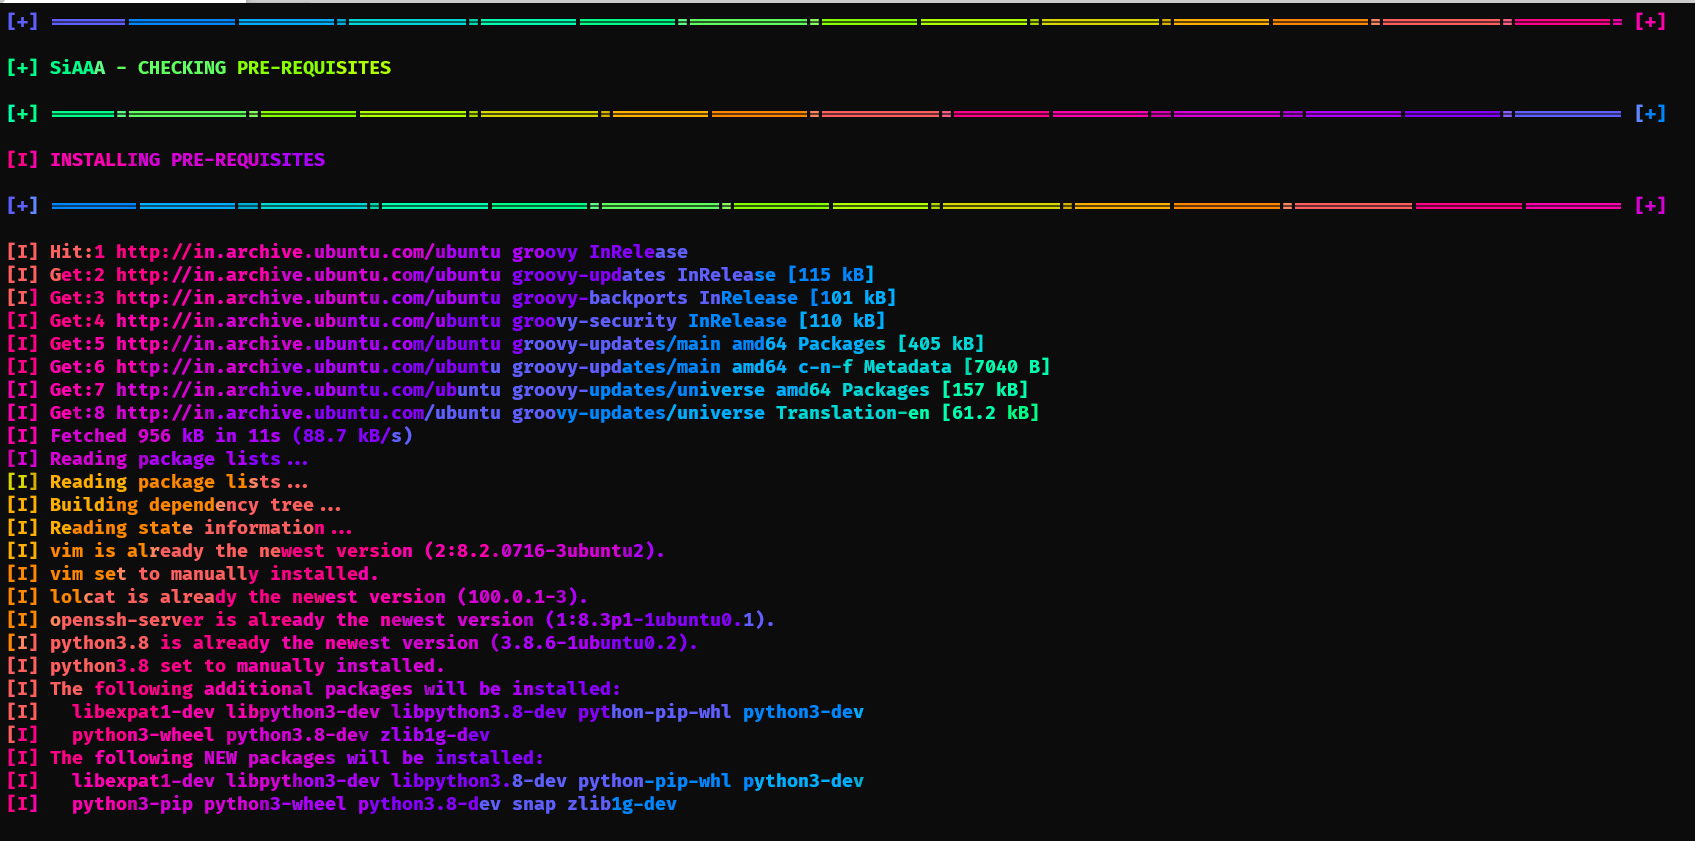 [+] ================================================================ [+]
[+] SiAAA - CHECKING PRE-REQUISITES
[+] ================================================================ [+]
[I] INSTALLING PRE-REQUISITES
[+] ================================================================ [+]
[I] Hit:1 http://in.archive.ubuntu.com/ubuntu groovy InRelease
[I] Get:2 http://in.archive.ubuntu.com/ubuntu groovy-updates InRelease [115 kB]
[I] Get:3 http://in.archive.ubuntu.com/ubuntu groovy-backports InRelease [101 kB]
[I] Get:4 http://in.archive.ubuntu.com/ubuntu groovy-security InRelease [110 kB]
[I] Get:5 http://in.archive.ubuntu.com/ubuntu groovy-updates/main amd64 Packages [405 kB]
[I] Get:6 http://in.archive.ubuntu.com/ubuntu groovy-updates/main amd64 c-n-f Metadata [7040 B]
[I] Get:7 http://in.archive.ubuntu.com/ubuntu groovy-updates/universe amd64 Packages [157 kB]
[I] Get:8 http://in.archive.ubuntu.com/ubuntu groovy-updates/universe Translation-en [61.2 kB]
[I] Fetched 956 kB in 11s (88.7 kB/s)
[I] Reading package lists...
[I] Reading package lists...
[I] Building dependency tree...
[I] Reading state information...
[I] vim is already the newest version (2:8.2.0716-3ubuntu2).
[I] vim set to manually installed.
[I] lolcat is already the newest version (100.0.1-3).
[I] openssh-server is already the newest version (1:8.3p1-1ubuntu0.1).
[I] python3.8 is already the newest version (3.8.6-1ubuntu0.2).
[I] python3.8 set to manually installed.
[I] The following additional packages will be installed:
[I]   libexpat1-dev libpython3-dev libpython3.8-dev python-pip-whl python3-dev
[I]   python3-wheel python3.8-dev zlib1g-dev
[I] The following NEW packages will be installed:
[I]   libexpat1-dev libpython3-dev libpython3.8-dev python-pip-whl python3-dev
[I]   python3-pip python3-wheel python3.8-dev snap zlib1g-dev